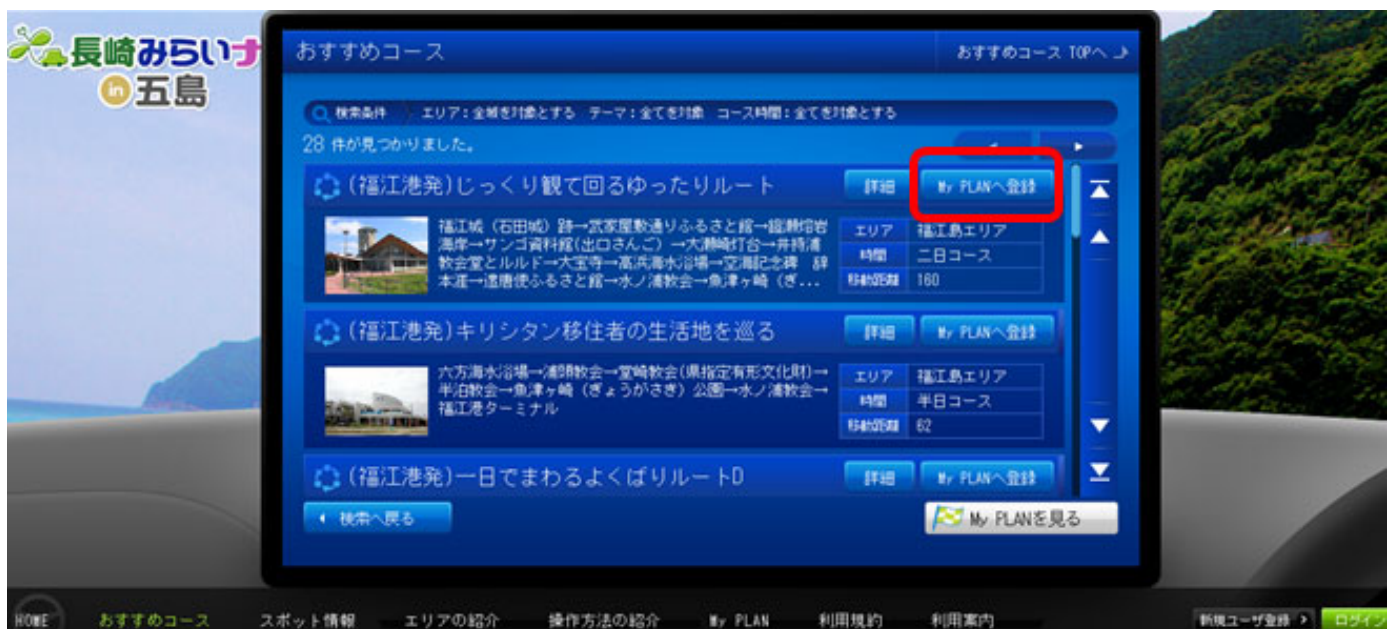 長崎みらいナ
in 五島
おすすめコース
おすすめコース TOPへ
検索条件 エリア：全域を対象とする テーマ：全てを対象 コース時間：全てを対象とする
28 件が見つかりました。
(福江港発)じっくり観て回るゆったりルート
詳細
My PLANへ登録
福江城（石田城）跡→武家屋敷通りふるさと館→鐙瀬熔岩
海岸→サンゴ資料館(出口さんご）→大瀬崎灯台→井持浦
教会堂とルルド→大宝寺→高浜海水浴場→空海記念碑 辞
本涯→遣唐使ふるさと館→水ノ浦教会→魚津ヶ崎（ぎ...
エリア 福江島エリア
時間 二日コース
移動距離 160
(福江港発)キリシタン移住者の生活地を巡る
詳細
My PLANへ登録
六方海水浴場→浦頭教会→堂崎教会(県指定有形文化財)→
半泊教会→魚津ヶ崎（ぎょうがさき）公園→水ノ浦教会→
福江港ターミナル
エリア 福江島エリア
時間 半日コース
移動距離 62
(福江港発)一日でまわるよくばりルートD
詳細
My PLANへ登録
検索へ戻る
My PLANを見る
HOME おすすめコース スポット情報 エリアの紹介 操作方法の紹介 My PLAN 利用規約 利用案内 新規ユーザ登録 ログイン